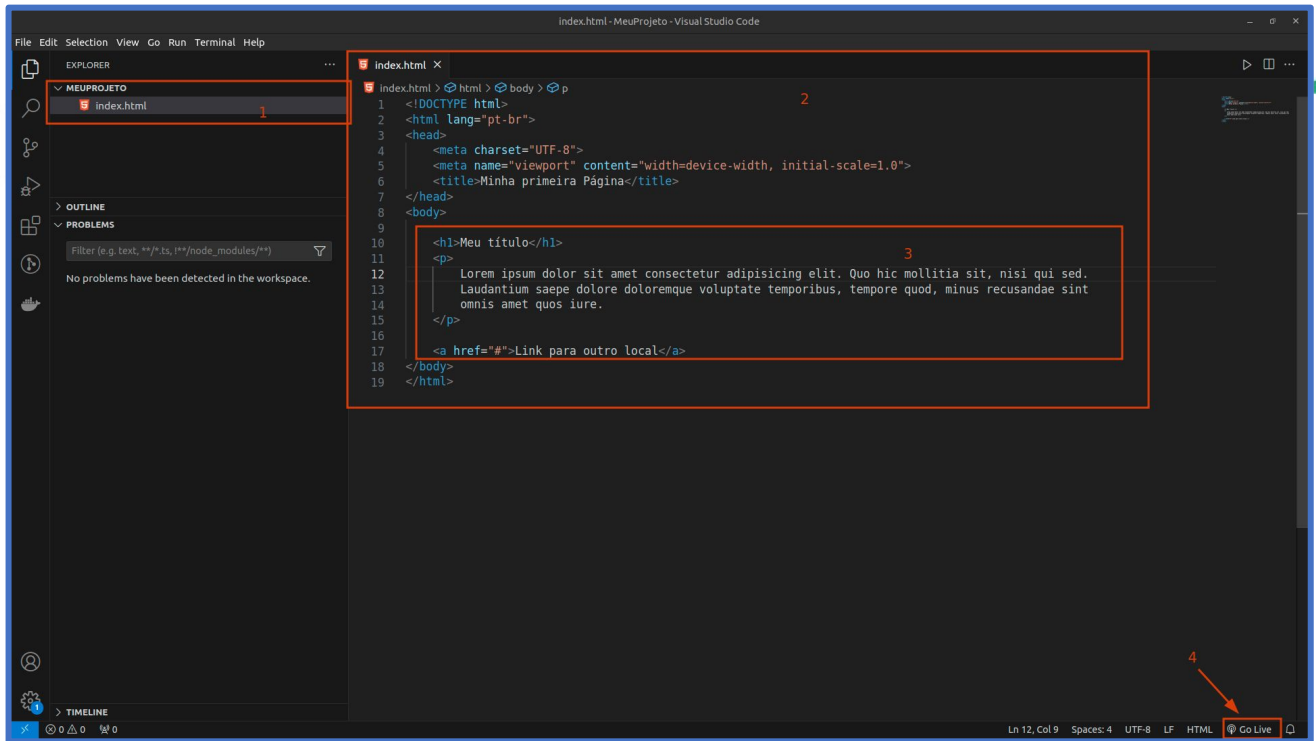 index.html - MeuProjeto - Visual Studio Code
File Edit Selection View Go Run Terminal Help
EXPLORER
MEUPROJETO
index.html
1
OUTLINE
PROBLEMS
Filter (e.g. text, **/*.ts, !**/node_modules/**)
No problems have been detected in the workspace.
TIMELINE
index.html
index.html > html > body > p
2
1 <!DOCTYPE html>
2 <html lang="pt-br">
3 <head>
4 <meta charset="UTF-8">
5 <meta name="viewport" content="width=device-width, initial-scale=1.0">
6 <title>Minha primeira Página</title>
7 </head>
8 <body>
9
10 <h1>Meu título</h1>
11 <p>
3
12 Lorem ipsum dolor sit amet consectetur adipisicing elit. Quo hic mollitia sit, nisi qui sed.
13 Laudantium saepe dolore doloremque voluptate temporibus, tempore quod, minus recusandae sint
14 omnis amet quos iure.
15 </p>
16
17 <a href="#">Link para outro local</a>
18 </body>
19 </html>
4
1
0 0 0 Ln 12, Col 9 Spaces: 4 UTF-8 LF HTML Go Live